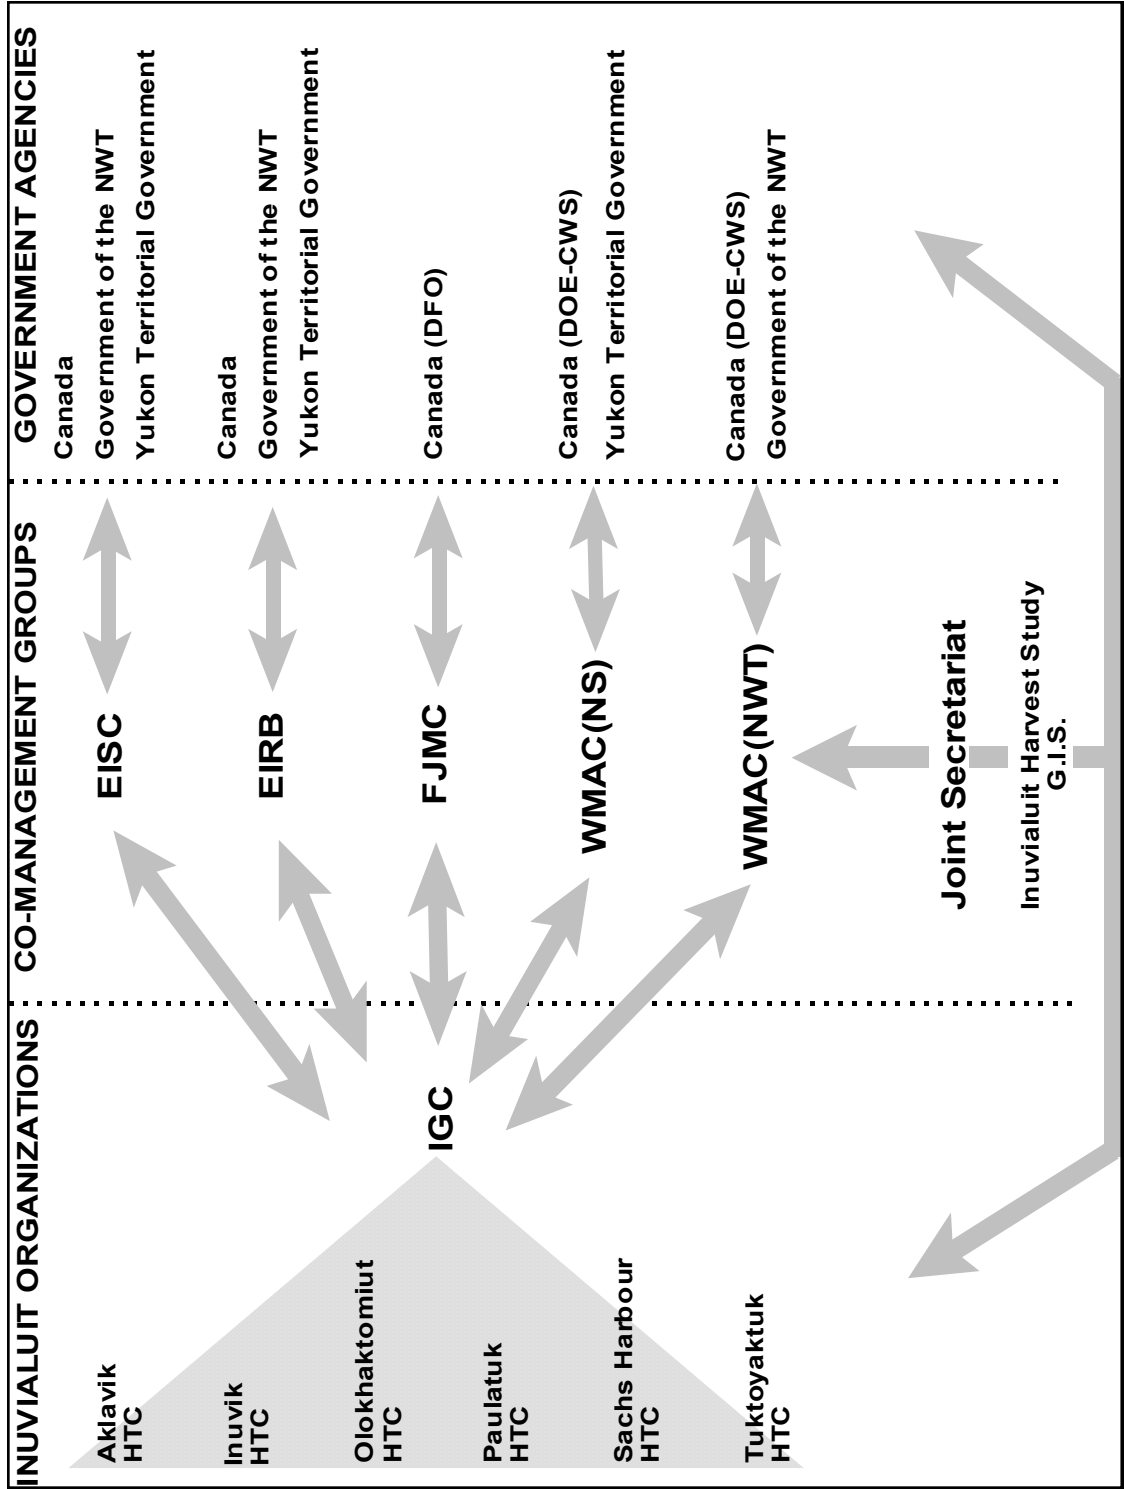 INUVIALUIT ORGANIZATIONS
CO-MANAGEMENT GROUPS
GOVERNMENT AGENCIES
Aklavik
HTC
Inuvik
HTC
Olokhaktomiut
HTC
Paulatuk
HTC
Sachs Harbour
HTC
Tuktoyaktuk
HTC
IGC
EISC
EIRB
FJMC
WMAC(NS)
WMAC(NWT)
Joint Secretariat
Inuvialuit Harvest Study
G.I.S.
Canada
Government of the NWT
Yukon Territorial Government
Canada
Government of the NWT
Yukon Territorial Government
Canada (DFO)
Canada (DOE-CWS)
Yukon Territorial Government
Canada (DOE-CWS)
Government of the NWT